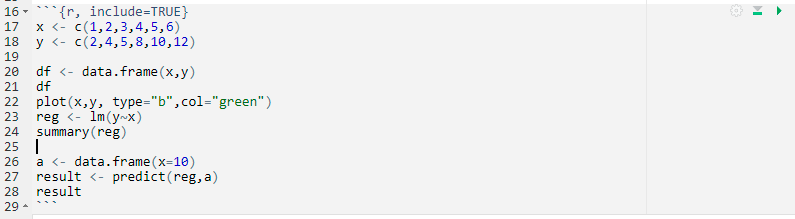 16 ```{r, include=TRUE}
17 x <- c(1,2,3,4,5,6)
18 y <- c(2,4,5,8,10,12)
19
20 df <- data.frame(x,y)
21 df
22 plot(x,y, type="b",col="green")
23 reg <- lm(y~x)
24 summary(reg)
25
26 a <- data.frame(x=10)
27 result <- predict(reg,a)
28 result
29 ```